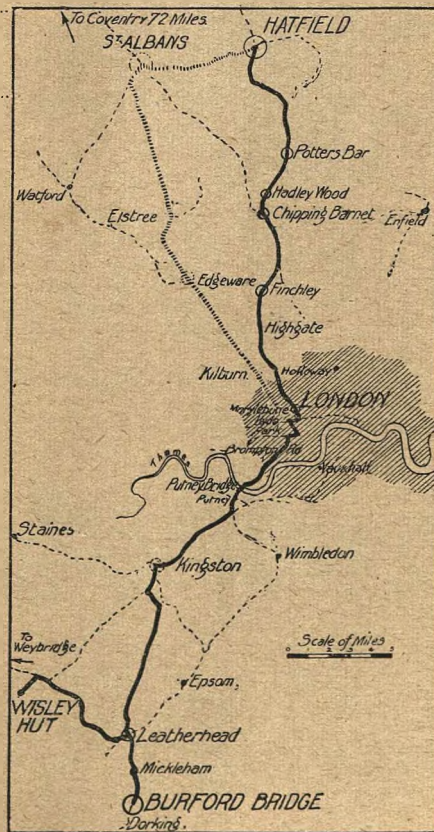 To Coventry 72 Miles.
HATFIELD
ST ALBANS
Potters Bar
Hadley Wood
Chipping Barnet
Watford
Enfield
Elstree
Edgeware
Finchley
Highgate
Holloway
Kilburn.
LONDON
Marylebone
Hyde
Park
Brompton Rd
Thames
Vauxhall
Putney Bridge
Putney
Staines
Wimbledon
Kingston
To
Weybridge
Scale of Miles
Epsom.
WISLEY
HUT
Leatherhead
Mickleham
BURFORD BRIDGE
Dorking.